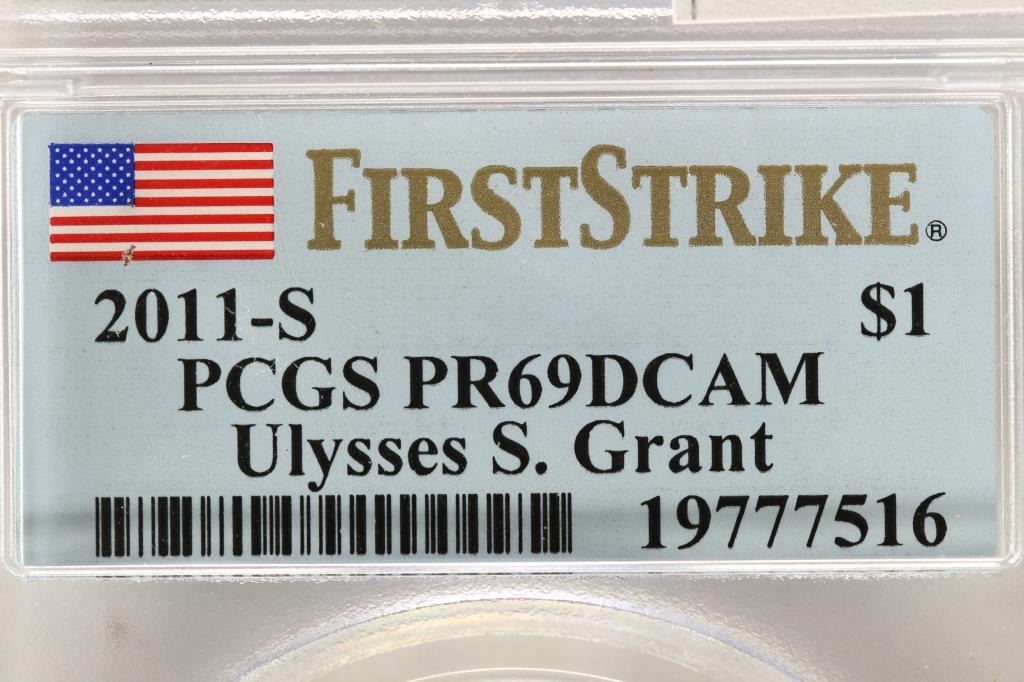 FIRSTSTRIKE®
2011-S $1
PCGS PR69DCAM
Ulysses S. Grant
19777516